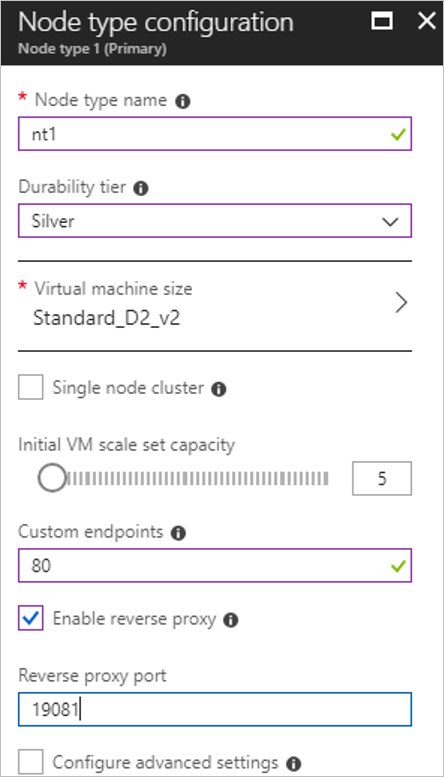 Node type configuration
Node type 1 (Primary)
* Node type name
nt1
Durability tier
Silver
* Virtual machine size
Standard_D2_v2
Single node cluster
Initial VM scale set capacity
5
Custom endpoints
80
Enable reverse proxy
Reverse proxy port
19081
Configure advanced settings